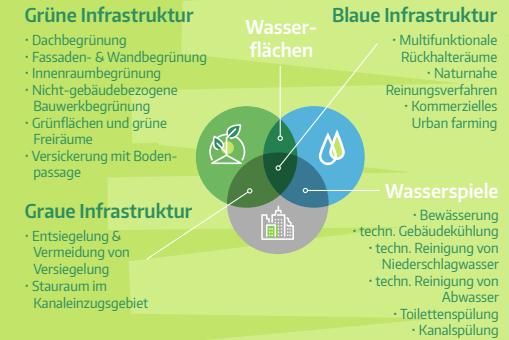 Grüne Infrastruktur
· Dachbegrünung
· Fassaden- & Wandbegrünung
· Innenraumbegrünung
· Nicht-gebäudebezogene
Bauwerkbegrünung
· Grünflächen und grüne
Freiräume
· Versickerung mit Boden-
passage
Wasser-
flächen
Blaue Infrastruktur
· Multifunktionale
Rückhalteräume
· Naturnahe
Reinungsverfahren
· Kommerzielles
Urban farming
Graue Infrastruktur
· Entsiegelung &
Vermeidung von
Versiegelung
· Stauraum im
Kanaleinzugsgebiet
Wasserspiele
· Bewässerung
· techn. Gebäudekühlung
· techn. Reinigung von
Niederschlagwasser
· techn. Reinigung von
Abwasser
· Toilettenspülung
· Kanalspülung